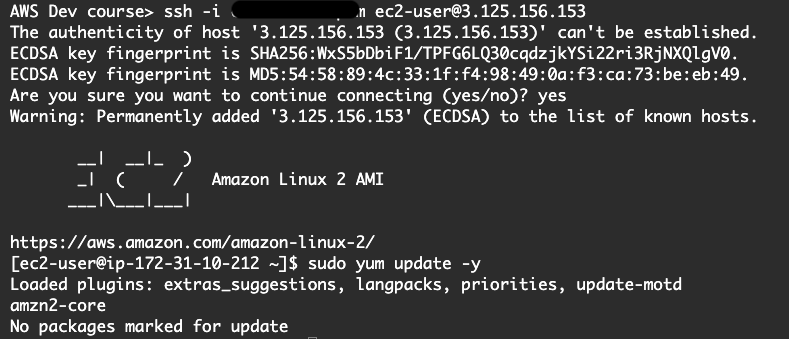 AWS Dev course> ssh -i ec2-user@3.125.156.153
The authenticity of host '3.125.156.153 (3.125.156.153)' can't be established.
ECDSA key fingerprint is SHA256:WxS5bDbiF1/TPFG6LQ30cqdzjkYSi22ri3RjNXQlgV0.
ECDSA key fingerprint is MD5:54:58:89:4c:33:1f:f4:98:49:0a:f3:ca:73:be:eb:49.
Are you sure you want to continue connecting (yes/no)? yes
Warning: Permanently added '3.125.156.153' (ECDSA) to the list of known hosts.
       __|  __|_  )
       _|  (     /   Amazon Linux 2 AMI
      ___|\___|___|
https://aws.amazon.com/amazon-linux-2/
[ec2-user@ip-172-31-10-212 ~]$ sudo yum update -y
Loaded plugins: extras_suggestions, langpacks, priorities, update-motd
amzn2-core
No packages marked for update